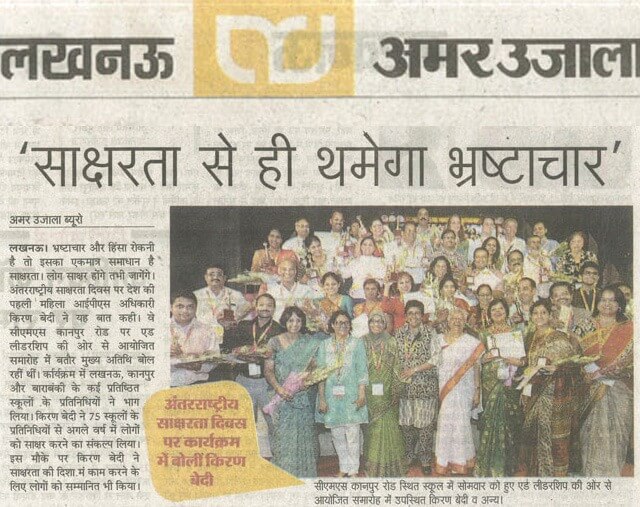 लखनऊ
अमर उजाला
‘साक्षरता से ही थमेगा भ्रष्टाचार’
अमर उजाला ब्यूरो
लखनऊ। भ्रष्टाचार और हिंसा रोकनी
है तो इसका एकमात्र समाधान है
साक्षरता। लोग साक्षर होंगे तभी जागेंगे।
अंतरराष्ट्रीय साक्षरता दिवस पर देश की
पहली महिला आईपीएस अधिकारी
किरण बेदी ने यह बात कही। वे
सीएमएस कानपुर रोड पर एड
लीडरशिप की ओर से आयोजित
समारोह में बतौर मुख्य अतिथि बोल
रहीं थीं। कॉर्यक्रम में लखनऊ, कानपुर
और बाराबंकी के कई प्रतिष्ठित
स्कूलों के प्रतिनिधियों ने भाग
लिया। किरण बेदी ने 75 स्कूलों के
प्रतिनिधियों से अगले वर्ष में लोगों
को साक्षर करने का संकल्प लिया।
इस मौके पर किरण बेदी ने
साक्षरता की दिशा में काम करने के
लिए लोगों को सम्मानित भी किया।
अंतरराष्ट्रीय
साक्षरता दिवस
पर कार्यक्रम
में बोलीं किरण
बेदी
सीएमएस कानपुर रोड स्थित स्कूल में सोमवार को हुए एर्ड लीडरशिप की ओर से
आयोजित समारोह में उपस्थित किरण बेदी व अन्य।